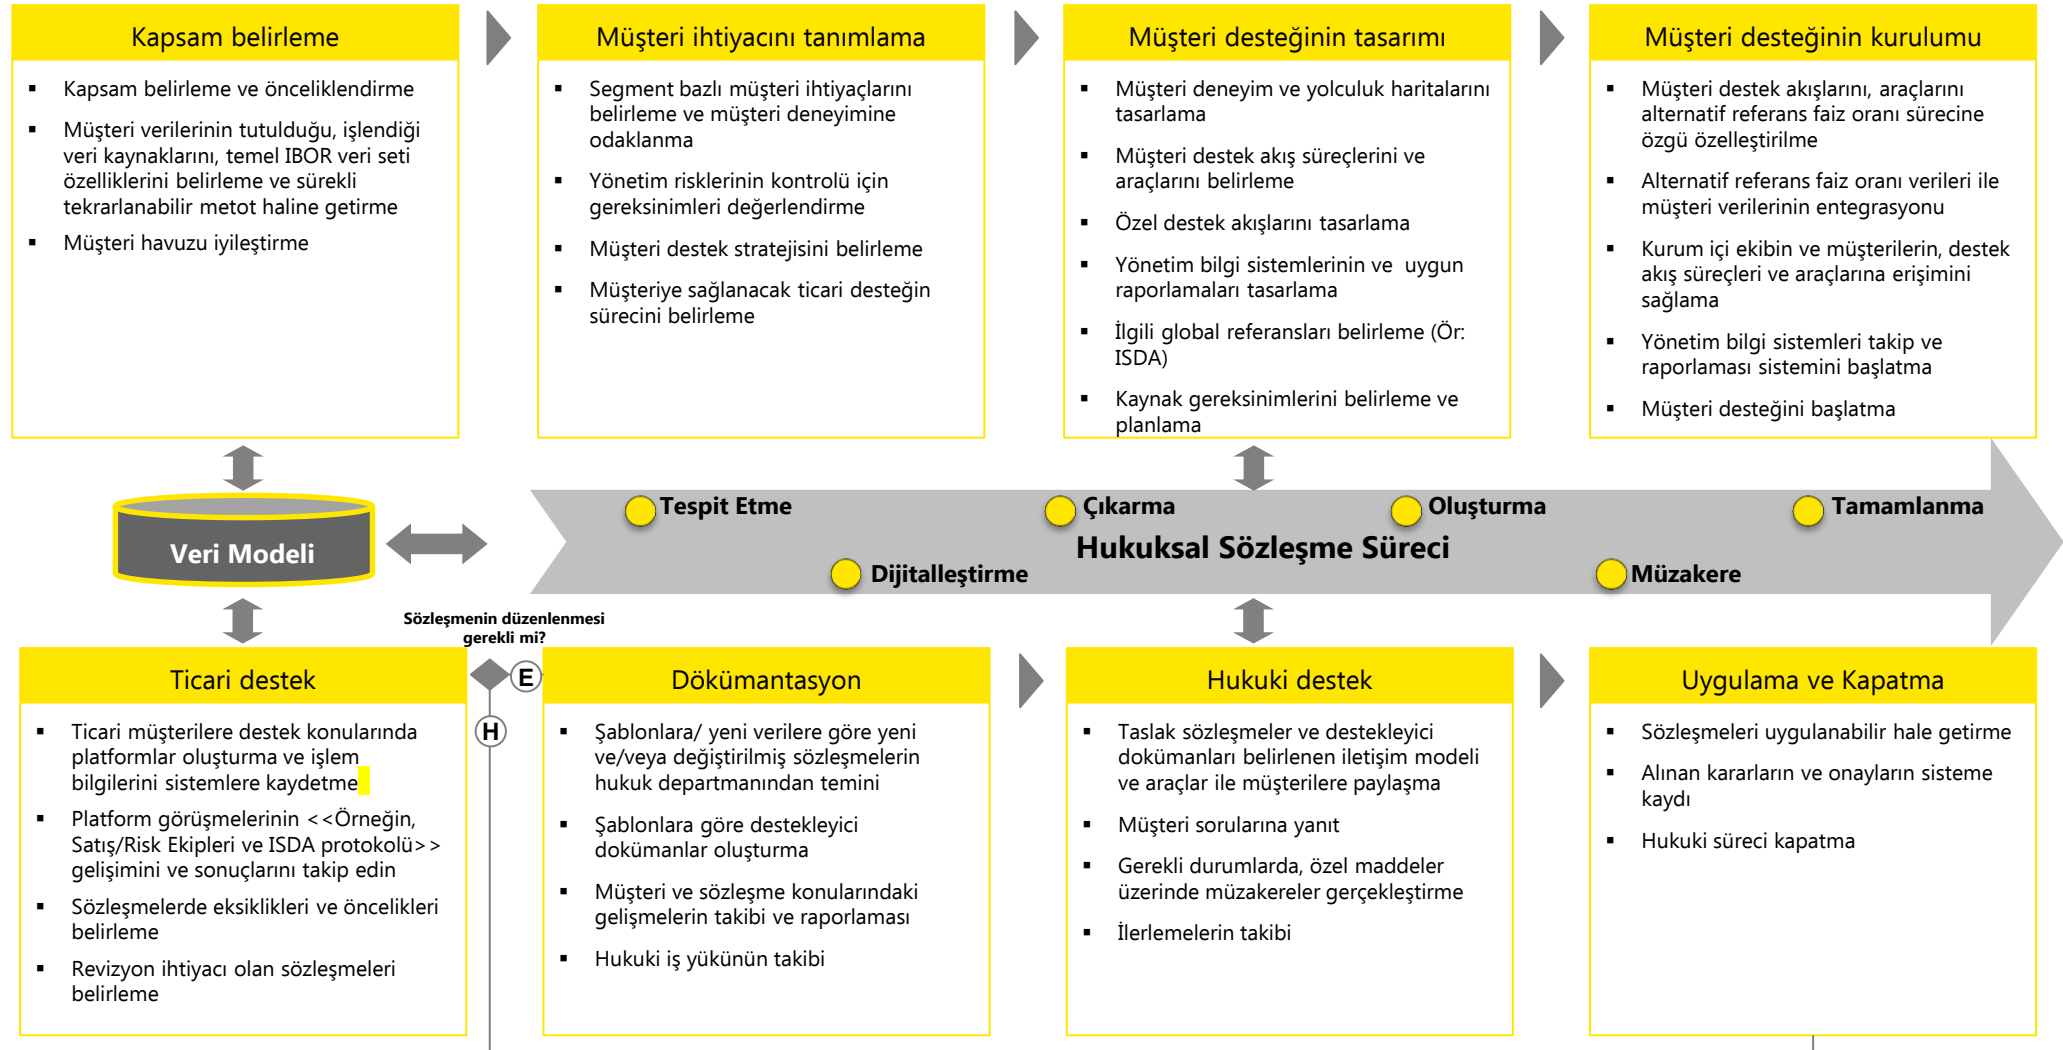 Kapsam belirleme
▪ Kapsam belirleme ve önceliklendirme
▪ Müşteri verilerinin tutulduğu, işlendiği
veri kaynaklarını, temel IBOR veri seti
özelliklerini belirleme ve sürekli
tekrarlanabilir metot haline getirme
▪ Müşteri havuzu iyileştirme
Müşteri ihtiyacını tanımlama
▪ Segment bazlı müşteri ihtiyaçlarını
belirleme ve müşteri deneyimine
odaklanma
▪ Yönetim risklerinin kontrolü için
gereksinimleri değerlendirme
▪ Müşteri destek stratejisini belirleme
▪ Müşteriye sağlanacak ticari desteğin
sürecini belirleme
Müşteri desteğinin tasarımı
▪ Müşteri deneyim ve yolculuk haritalarını
tasarlama
▪ Müşteri destek akış süreçlerini ve
araçlarını belirleme
▪ Özel destek akışlarını tasarlama
▪ Yönetim bilgi sistemlerinin ve uygun
raporlamaları tasarlama
▪ İlgili global referansları belirleme (Ör:
ISDA)
▪ Kaynak gereksinimlerini belirleme ve
planlama
Müşteri desteğinin kurulumu
▪ Müşteri destek akışlarını, araçlarını
alternatif referans faiz oranı sürecine
özgü özelleştirilme
▪ Alternatif referans faiz oranı verileri ile
müşteri verilerinin entegrasyonu
▪ Kurum içi ekibin ve müşterilerin, destek
akış süreçleri ve araçlarına erişimini
sağlama
▪ Yönetim bilgi sistemleri takip ve
raporlaması sistemini başlatma
▪ Müşteri desteğini başlatma
Veri Modeli
Tespit Etme
Çıkarma
Oluşturma
Tamamlanma
Hukuksal Sözleşme Süreci
Dijitalleştirme
Müzakere
Sözleşmenin düzenlenmesi
gerekli mi?
E
H
Ticari destek
▪ Ticari müşterilere destek konularında
platformlar oluşturma ve işlem
bilgilerini sistemlere kaydetme
▪ Platform görüşmelerinin <<Örneğin,
Satış/Risk Ekipleri ve ISDA protokolü>>
gelişimini ve sonuçlarını takip edin
▪ Sözleşmelerde eksiklikleri ve öncelikleri
belirleme
▪ Revizyon ihtiyacı olan sözleşmeleri
belirleme
Dökümantasyon
▪ Şablonlara/ yeni verilere göre yeni
ve/veya değiştirilmiş sözleşmelerin
hukuk departmanından temini
▪ Şablonlara göre destekleyici
dokümanlar oluşturma
▪ Müşteri ve sözleşme konularındaki
gelişmelerin takibi ve raporlaması
▪ Hukuki iş yükünün takibi
Hukuki destek
▪ Taslak sözleşmeler ve destekleyici
dokümanları belirlenen iletişim modeli
ve araçlar ile müşterilere paylaşma
▪ Müşteri sorularına yanıt
▪ Gerekli durumlarda, özel maddeler
üzerinde müzakereler gerçekleştirme
▪ İlerlemelerin takibi
Uygulama ve Kapatma
▪ Sözleşmeleri uygulanabilir hale getirme
▪ Alınan kararların ve onayların sisteme
kaydı
▪ Hukuki süreci kapatma